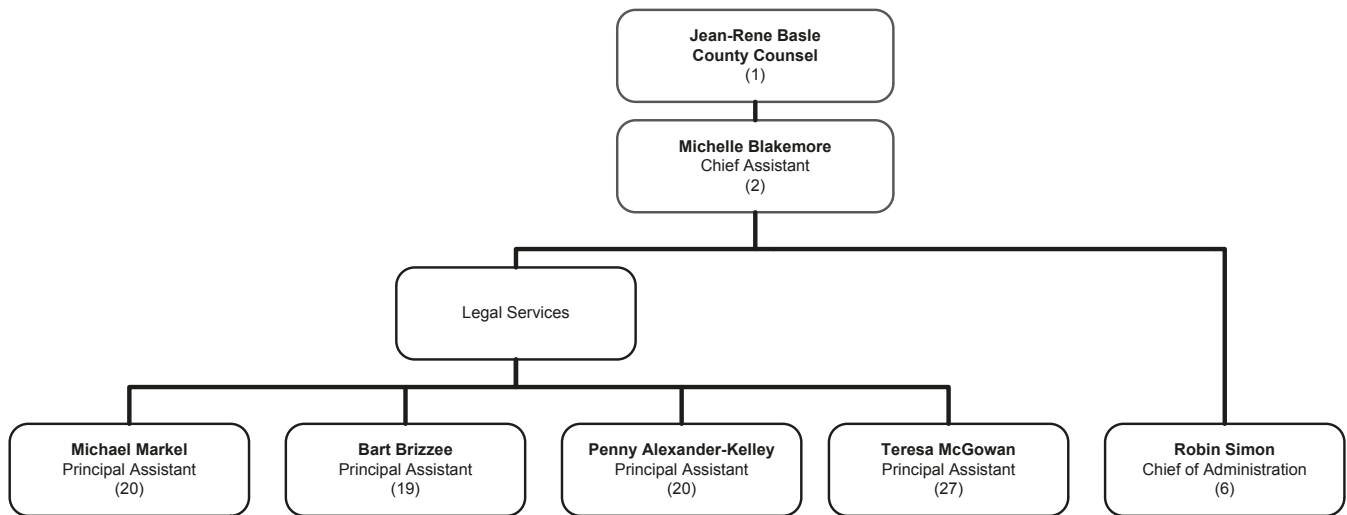 Jean-Rene Basle
County Counsel
(1)
Michelle Blakemore
Chief Assistant
(2)
Legal Services
Michael Markel
Principal Assistant
(20)
Bart Brizzee
Principal Assistant
(19)
Penny Alexander-Kelley
Principal Assistant
(20)
Teresa McGowan
Principal Assistant
(27)
Robin Simon
Chief of Administration
(6)